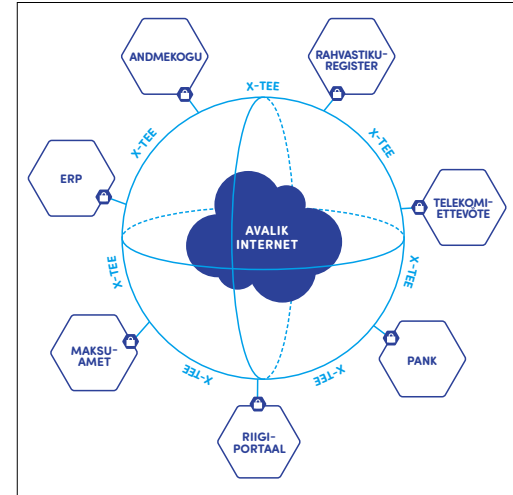 ANDMEKOGU
RAHVASTIKU-
REGISTER
X-TEE
X-TEE
X-TEE
ERP
TELEKOMI-
ETTEVÕTE
AVALIK
INTERNET
X-TEE
X-TEE
MAKSU-
AMET
PANK
X-TEE
X-TEE
RIIGI-
PORTAAL